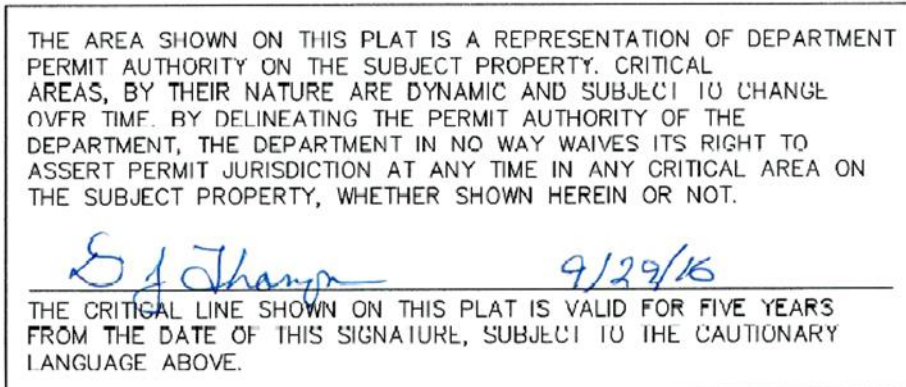 THE AREA SHOWN ON THIS PLAT IS A REPRESENTATION OF DEPARTMENT
PERMIT AUTHORITY ON THE SUBJECT PROPERTY. CRITICAL
AREAS, BY THEIR NATURE ARE DYNAMIC AND SUBJECT TO CHANGE
OVER TIME. BY DELINEATING THE PERMIT AUTHORITY OF THE
DEPARTMENT, THE DEPARTMENT IN NO WAY WAIVES ITS RIGHT TO
ASSERT PERMIT JURISDICTION AT ANY TIME IN ANY CRITICAL AREA ON
THE SUBJECT PROPERTY, WHETHER SHOWN HEREIN OR NOT.
9/29/16
THE CRITICAL LINE SHOWN ON THIS PLAT IS VALID FOR FIVE YEARS
FROM THE DATE OF THIS SIGNATURE, SUBJECT TO THE CAUTIONARY
LANGUAGE ABOVE.